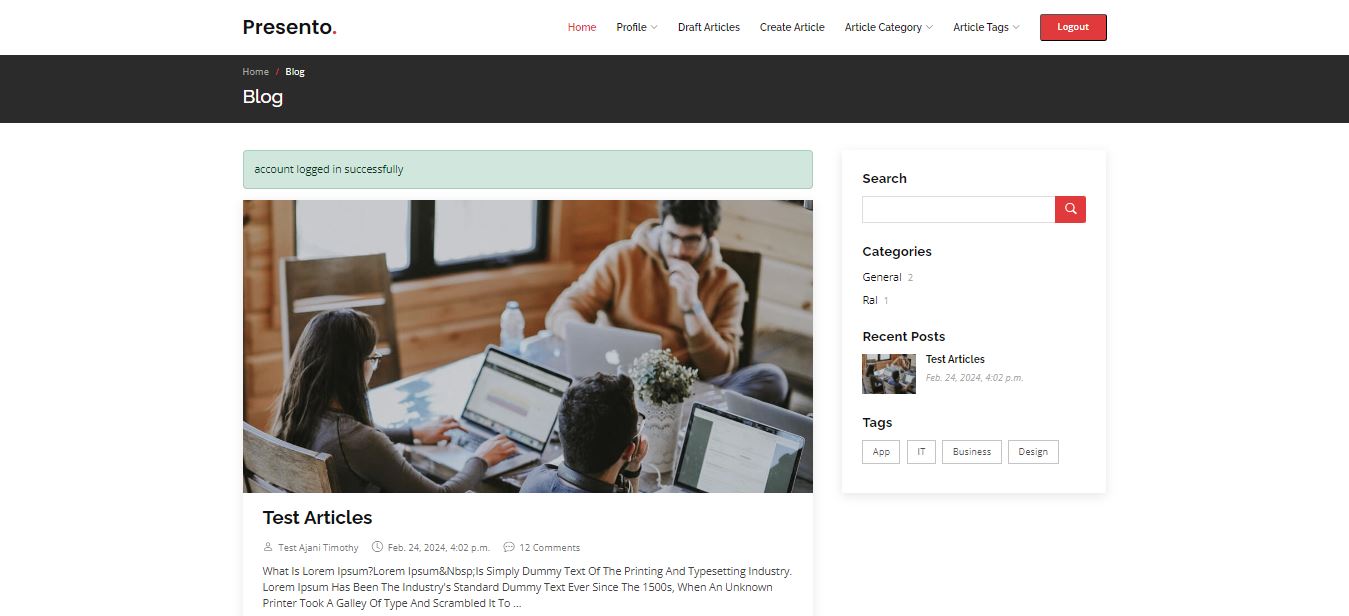 Presento.
Home Profile Draft Articles Create Article Article Category Article Tags Logout
Home / Blog
Blog
account logged in successfully
Test Articles
Test Ajani Timothy Feb. 24, 2024, 4:02 p.m. 12 Comments
What Is Lorem Ipsum?Lorem Ipsum&Nbsp;Is Simply Dummy Text Of The Printing And Typesetting Industry.
Lorem Ipsum Has Been The Industry's Standard Dummy Text Ever Since The 1500s, When An Unknown
Printer Took A Galley Of Type And Scrambled It To ...
Search
Categories
General 2
Ral 1
Recent Posts
Test Articles
Feb. 24, 2024, 4:02 p.m.
Tags
App IT Business Design